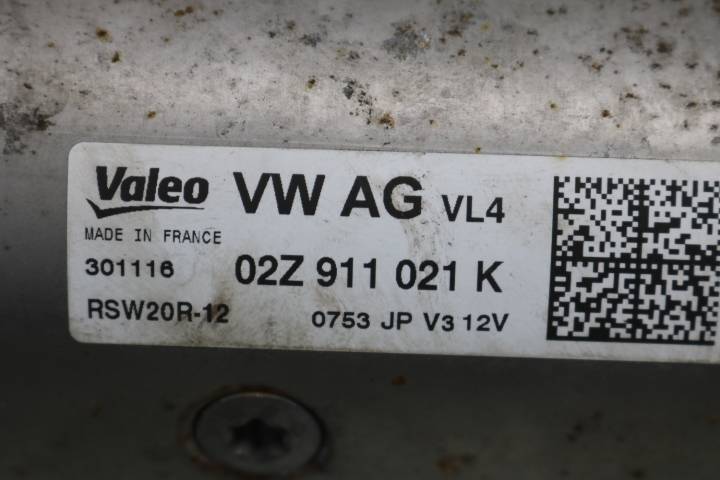 Valeo VW AG VL4
MADE IN FRANCE
301116 02Z 911 021 K
RSW20R-12 0753 JP V3 12V